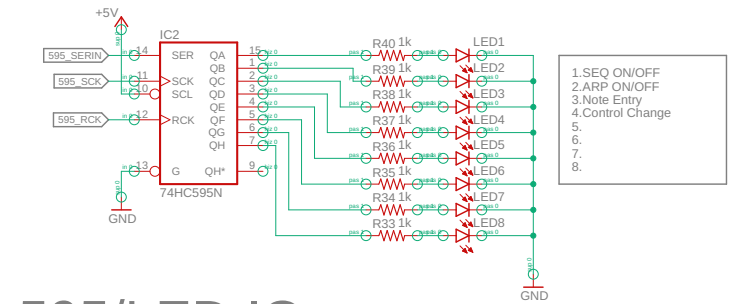 +5V
IC2
595_SERIN
595_SCK
595_RCK
14
11
10
12
13
SER
SCK
SCL
RCK
G
QA
QB
QC
QD
QE
QF
QG
QH
QH*
15
1
2
3
4
5
6
7
9
74HC595N
GND
R40 1k
R39 1k
R38 1k
R37 1k
R36 1k
R35 1k
R34 1k
R33 1k
LED1
LED2
LED3
LED4
LED5
LED6
LED7
LED8
GND
1.SEQ ON/OFF
2.ARP ON/OFF
3.Note Entry
4.Control Change
5.
6.
7.
8.